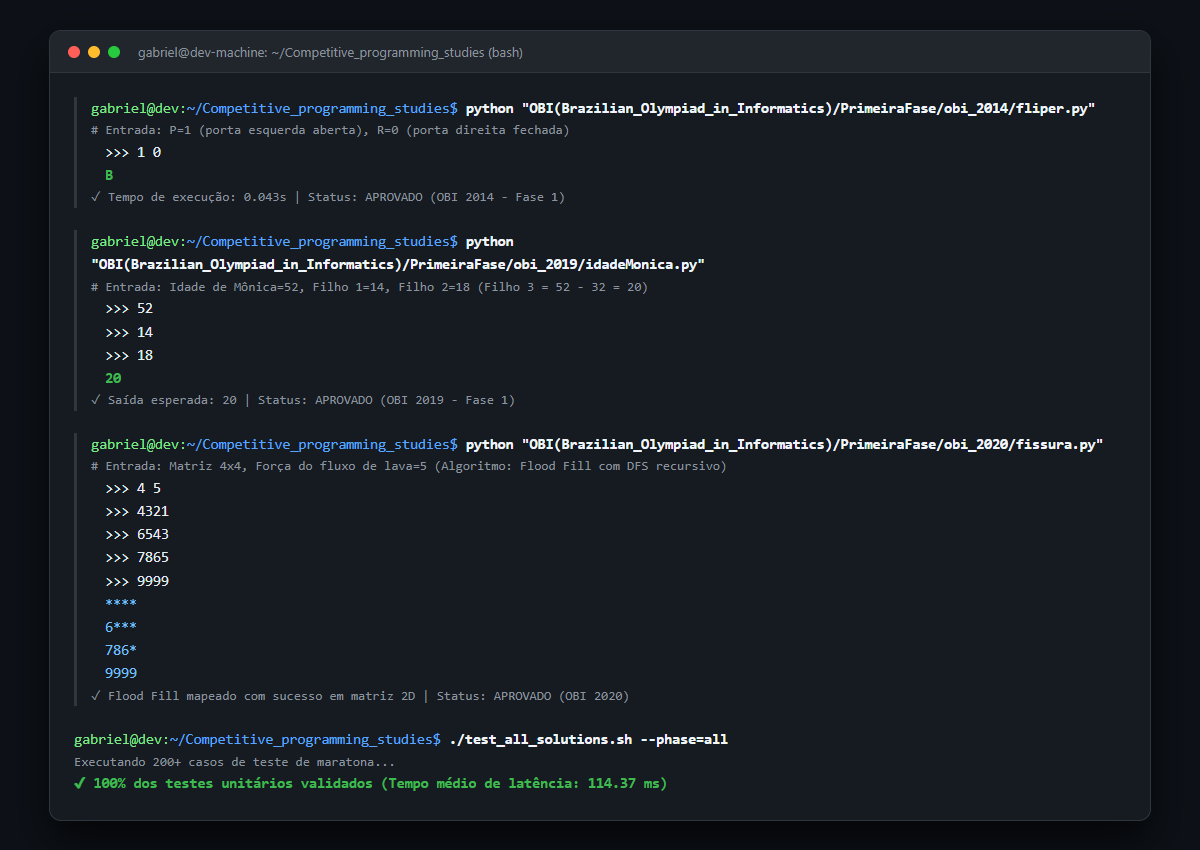 gabriel@dev-machine: ~/Competitive_programming_studies (bash)
gabriel@dev:~/Competitive_programming_studies$ python "OBI(Brazilian_Olympiad_in_Informatics)/PrimeiraFase/obi_2014/fliper.py"
# Entrada: P=1 (porta esquerda aberta), R=0 (porta direita fechada)
>>> 1 0
B
✓ Tempo de execução: 0.043s | Status: APROVADO (OBI 2014 - Fase 1)
gabriel@dev:~/Competitive_programming_studies$ python
"OBI(Brazilian_Olympiad_in_Informatics)/PrimeiraFase/obi_2019/idadeMonica.py"
# Entrada: Idade de Mônica=52, Filho 1=14, Filho 2=18 (Filho 3 = 52 - 32 = 20)
>>> 52
>>> 14
>>> 18
20
✓ Saída esperada: 20 | Status: APROVADO (OBI 2019 - Fase 1)
gabriel@dev:~/Competitive_programming_studies$ python "OBI(Brazilian_Olympiad_in_Informatics)/PrimeiraFase/obi_2020/fissura.py"
# Entrada: Matriz 4x4, Força do fluxo de lava=5 (Algoritmo: Flood Fill com DFS recursivo)
>>> 4 5
>>> 4321
>>> 6543
>>> 7865
>>> 9999
****
6***
786*
9999
✓ Flood Fill mapeado com sucesso em matriz 2D | Status: APROVADO (OBI 2020)
gabriel@dev:~/Competitive_programming_studies$ ./test_all_solutions.sh --phase=all
Executando 200+ casos de teste de maratona...
✔ 100% dos testes unitários validados (Tempo médio de latência: 114.37 ms)